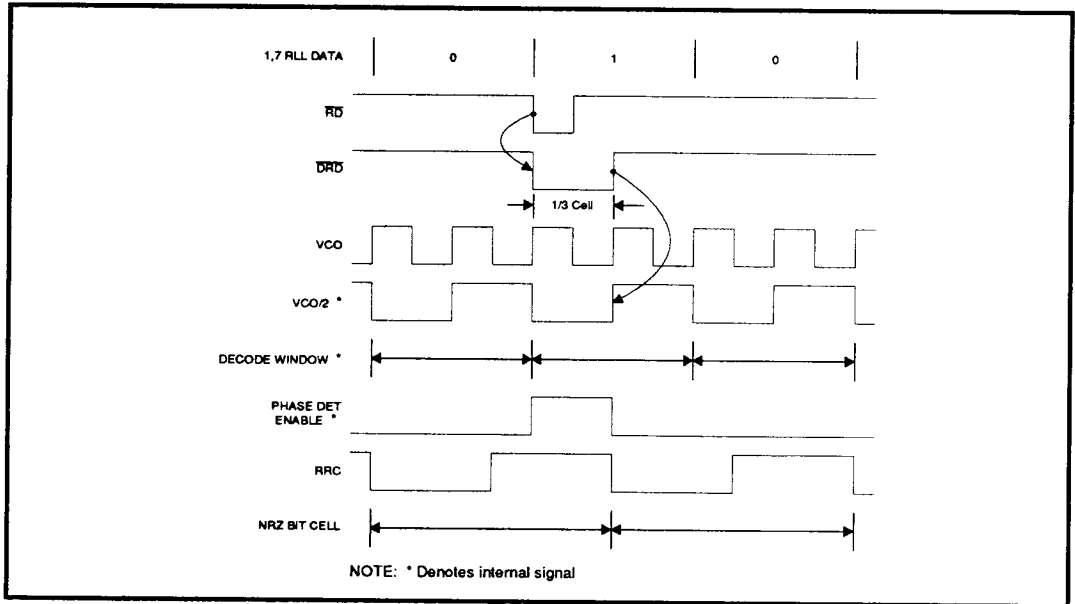 1,7 RLL DATA 0 1 0
RD
DRD
1/3 Cell
VCO
VCO/2 *
DECODE WINDOW *
PHASE DET
ENABLE *
RRC
NRZ BIT CELL
NOTE: * Denotes internal signal